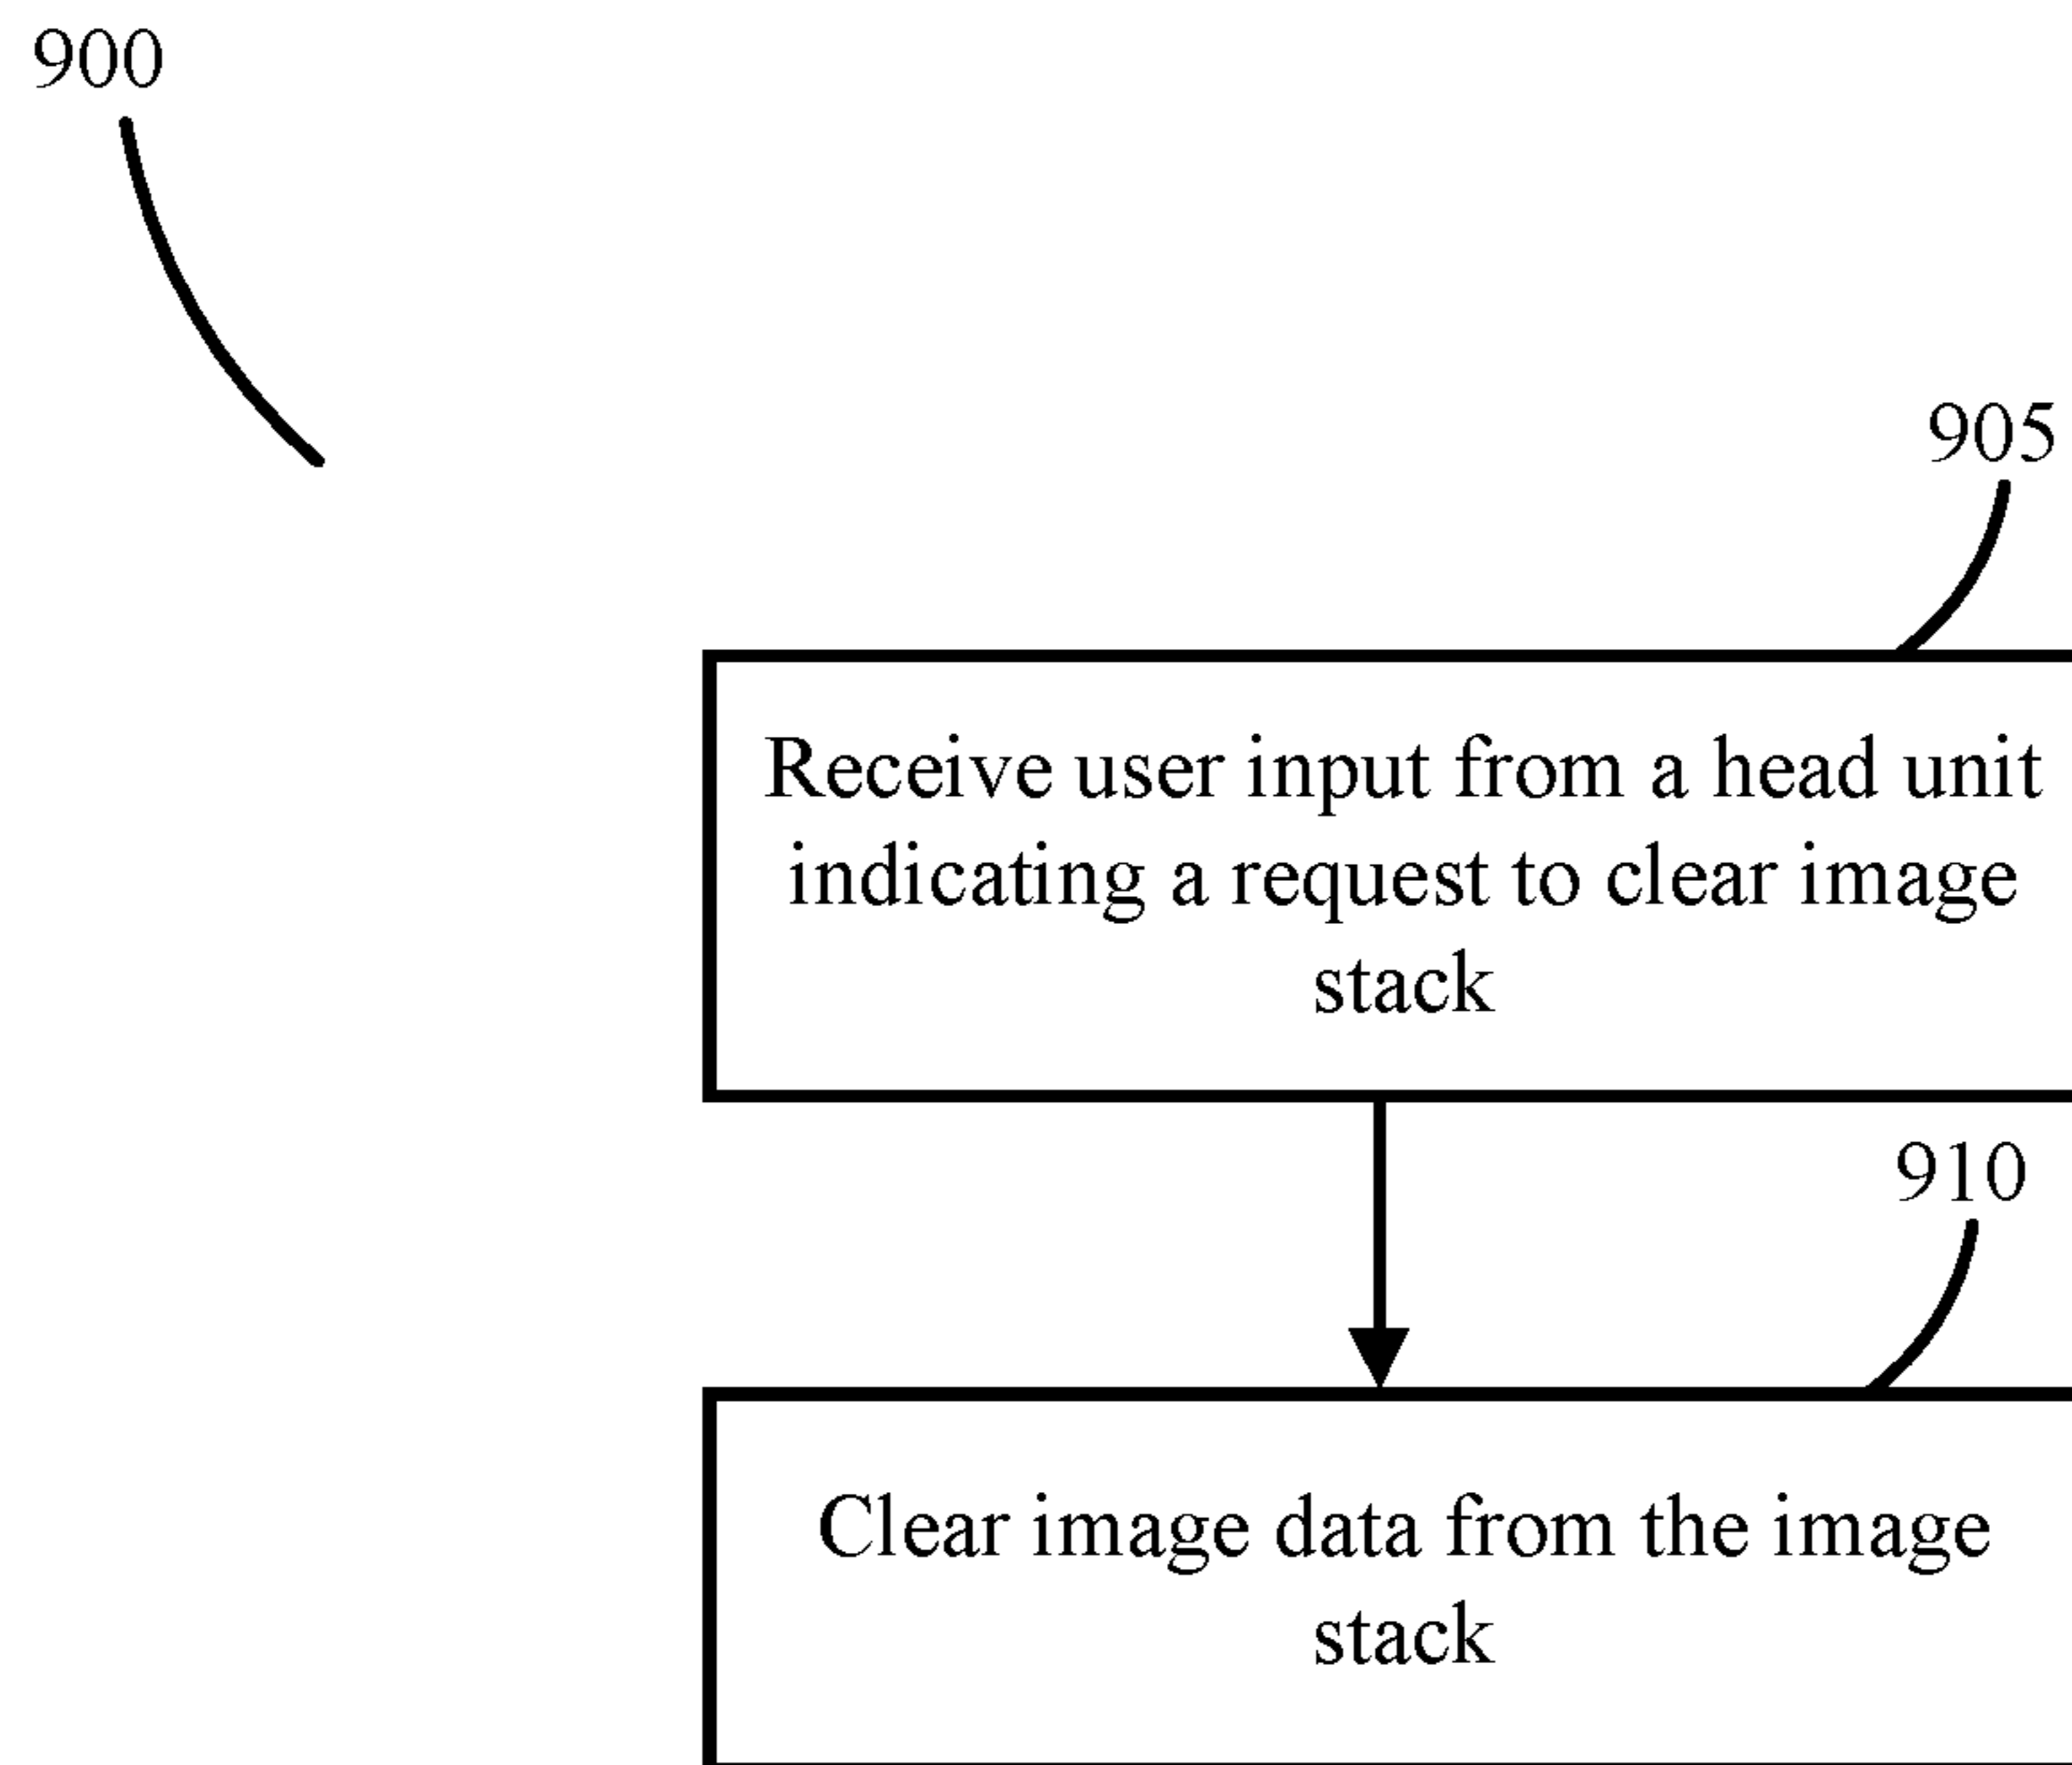 900
905
Receive user input from a head unit
indicating a request to clear image
stack
910
Clear image data from the image
stack